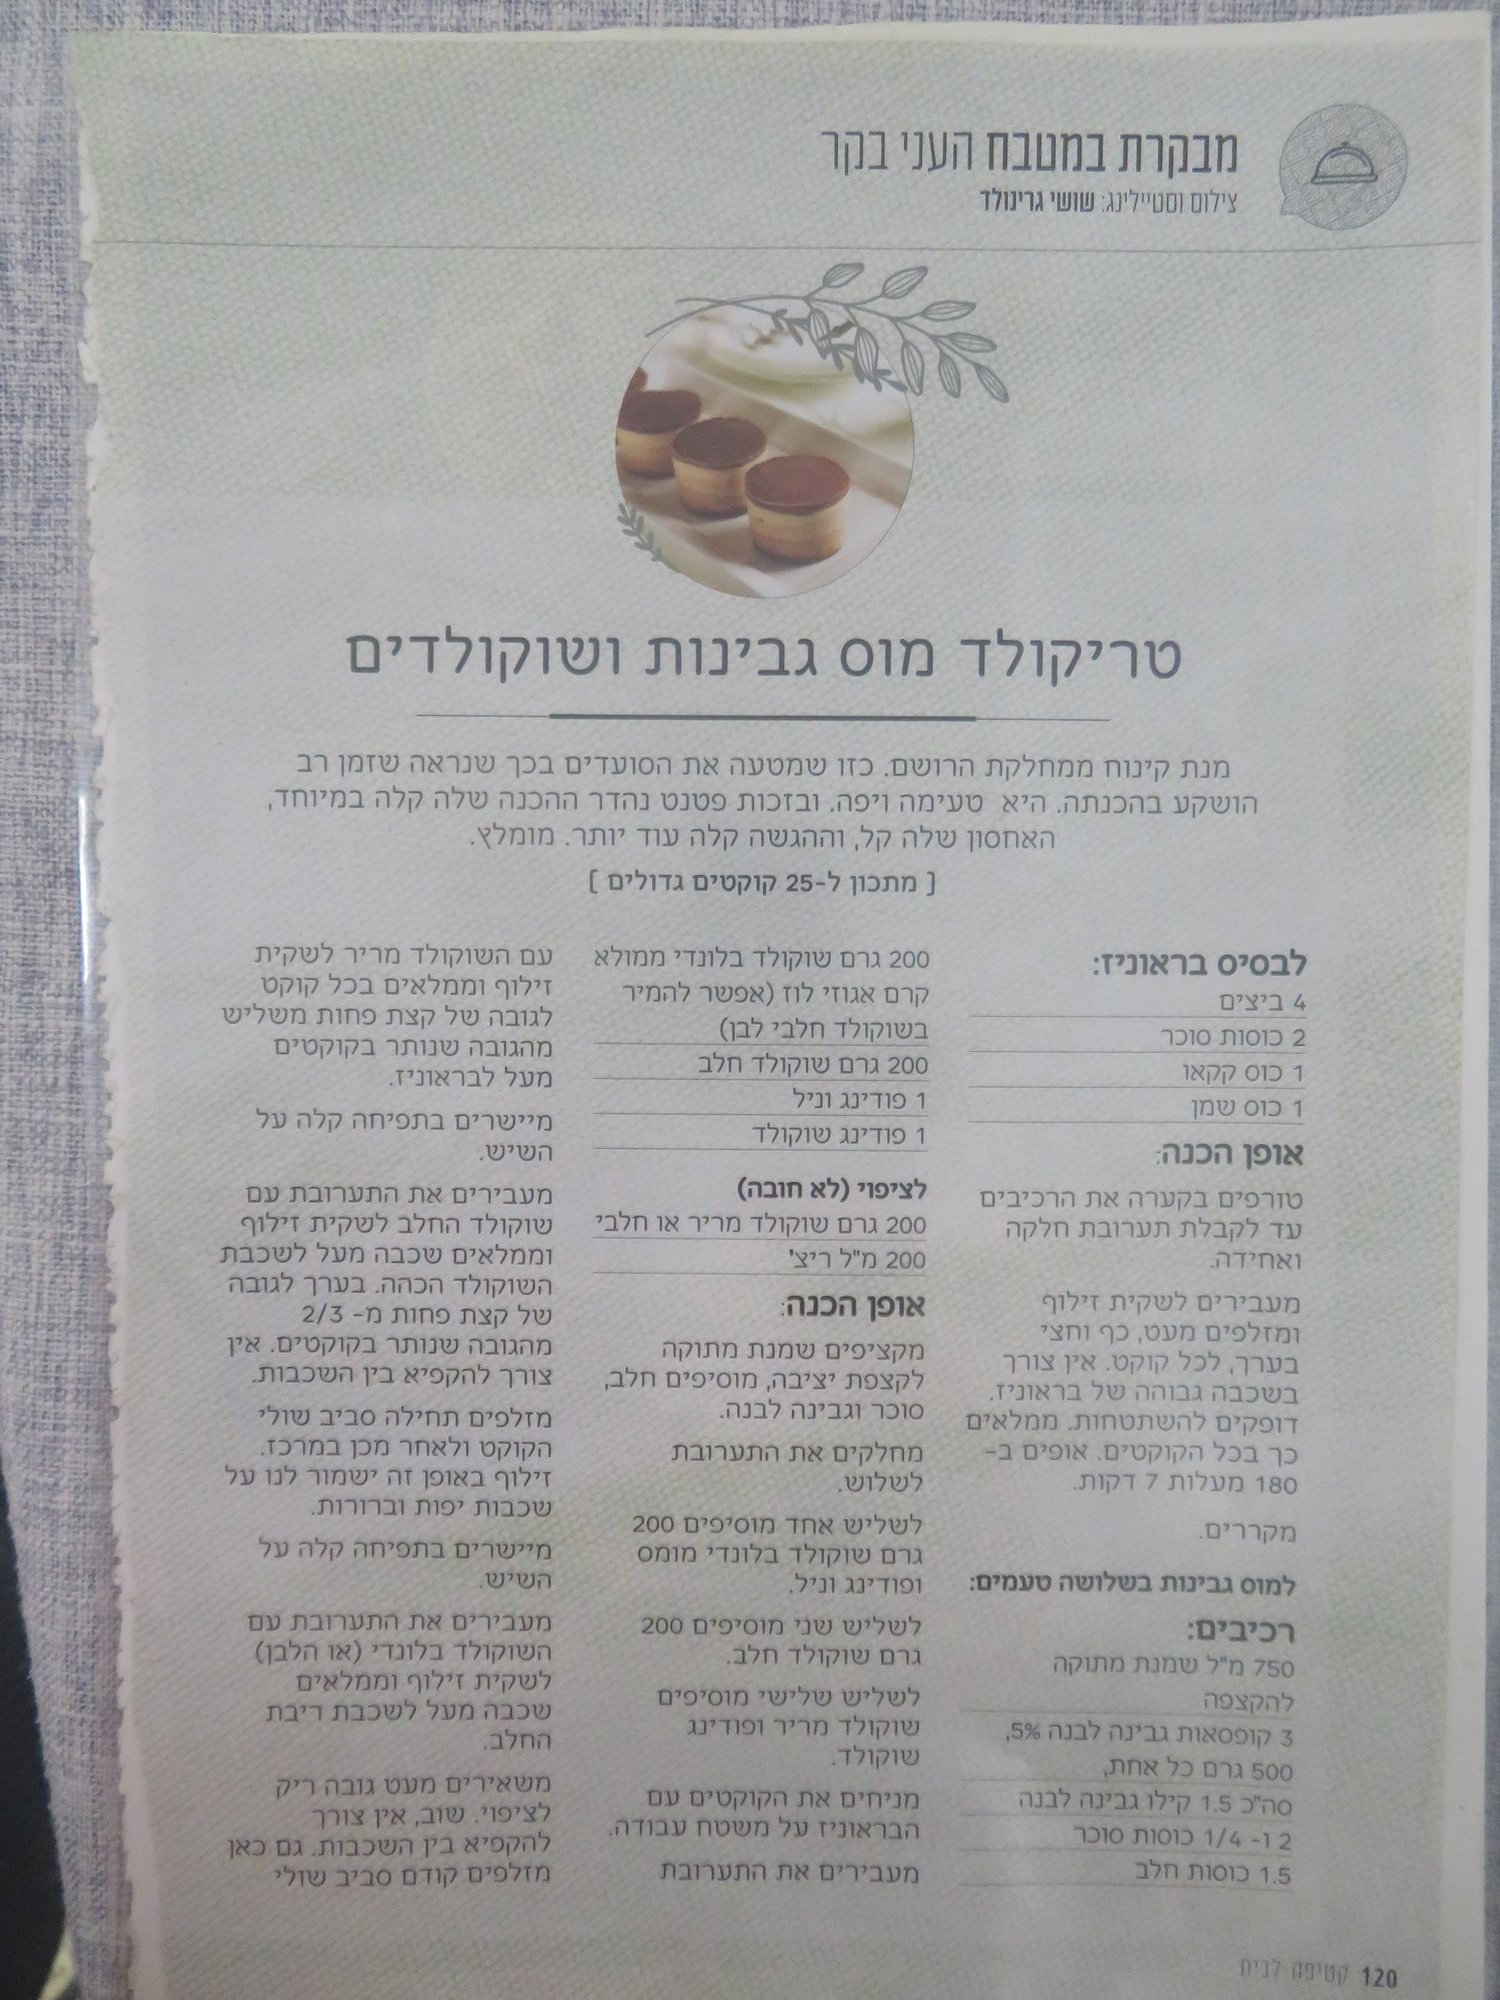 מבקרת במטבח העני בקר
צילום וסטיילינג: שושי גרינולד
טריקולד מוס גבינות ושוקולדים
מנת קינוח ממחלקת הרושם. כזו שמטעה את הסועדים בכך שנראה שזמן רב
הושקע בהכנתה. היא טעימה ויפה. ובזכות פטנט נהדר ההכנה שלה קלה במיוחד,
האחסון שלה קל, וההגשה קלה עוד יותר. מומלץ.
[ מתכון ל-25 קוקטים גדולים ]
לבסיס בראוניז:
4 ביצים
2 כוסות סוכר
1 כוס קקאו
1 כוס שמן
אופן הכנה:
טורפים בקערה את הרכיבים
עד לקבלת תערובת חלקה
ואחידה.
מעבירים לשקית זילוף
ומזלפים מעט, כף וחצי
בערך, לכל קוקט. אין צורך
בשכבה גבוהה של בראוניז.
דופקים להשתטחות. ממלאים
כך בכל הקוקטים. אופים ב-
180 מעלות 7 דקות.
מקררים.
למוס גבינות בשלושה טעמים:
רכיבים:
750 מ"ל שמנת מתוקה
להקצפה
3 קופסאות גבינה לבנה 5%,
500 גרם כל אחת,
סה"כ 1.5 קילו גבינה לבנה
2 ו- 1/4 כוסות סוכר
1.5 כוסות חלב
200 גרם שוקולד בלונדי ממולא
קרם אגוזי לוז (אפשר להמיר
בשוקולד חלבי לבן)
200 גרם שוקולד חלב
1 פודינג וניל
1 פודינג שוקולד
לציפוי (לא חובה)
200 גרם שוקולד מריר או חלבי
200 מ"ל ריצ'
אופן הכנה:
מקציפים שמנת מתוקה
לקצפת יציבה, מוסיפים חלב,
סוכר וגבינה לבנה.
מחלקים את התערובת
לשלוש.
לשליש אחד מוסיפים 200
גרם שוקולד בלונדי מומס
ופודינג וניל.
לשליש שני מוסיפים 200
גרם שוקולד חלב.
לשליש שלישי מוסיפים
שוקולד מריר ופודינג
שוקולד.
מניחים את הקוקטים עם
הבראוניז על משטח עבודה.
מעבירים את התערובת
עם השוקולד מריר לשקית
זילוף וממלאים בכל קוקט
לגובה של קצת פחות משליש
מהגובה שנותר בקוקטים
מעל לבראוניז.
מיישרים בתפיחה קלה על
השיש.
מעבירים את התערובת עם
שוקולד החלב לשקית זילוף
וממלאים שכבה מעל לשכבת
השוקולד הכהה. בערך לגובה
של קצת פחות מ- 2/3
מהגובה שנותר בקוקטים. אין
צורך להקפיא בין השכבות.
מזלפים תחילה סביב שולי
הקוקט ולאחר מכן במרכז.
זילוף באופן זה ישמור לנו על
שכבות יפות וברורות.
מיישרים בתפיחה קלה על
השיש.
מעבירים את התערובת עם
השוקולד בלונדי (או הלבן)
לשקית זילוף וממלאים
שכבה מעל לשכבת ריבת
החלב.
משאירים מעט גובה ריק
לציפוי. שוב, אין צורך
להקפיא בין השכבות. גם כאן
מזלפים קודם סביב שולי
120 קטיפה לבית